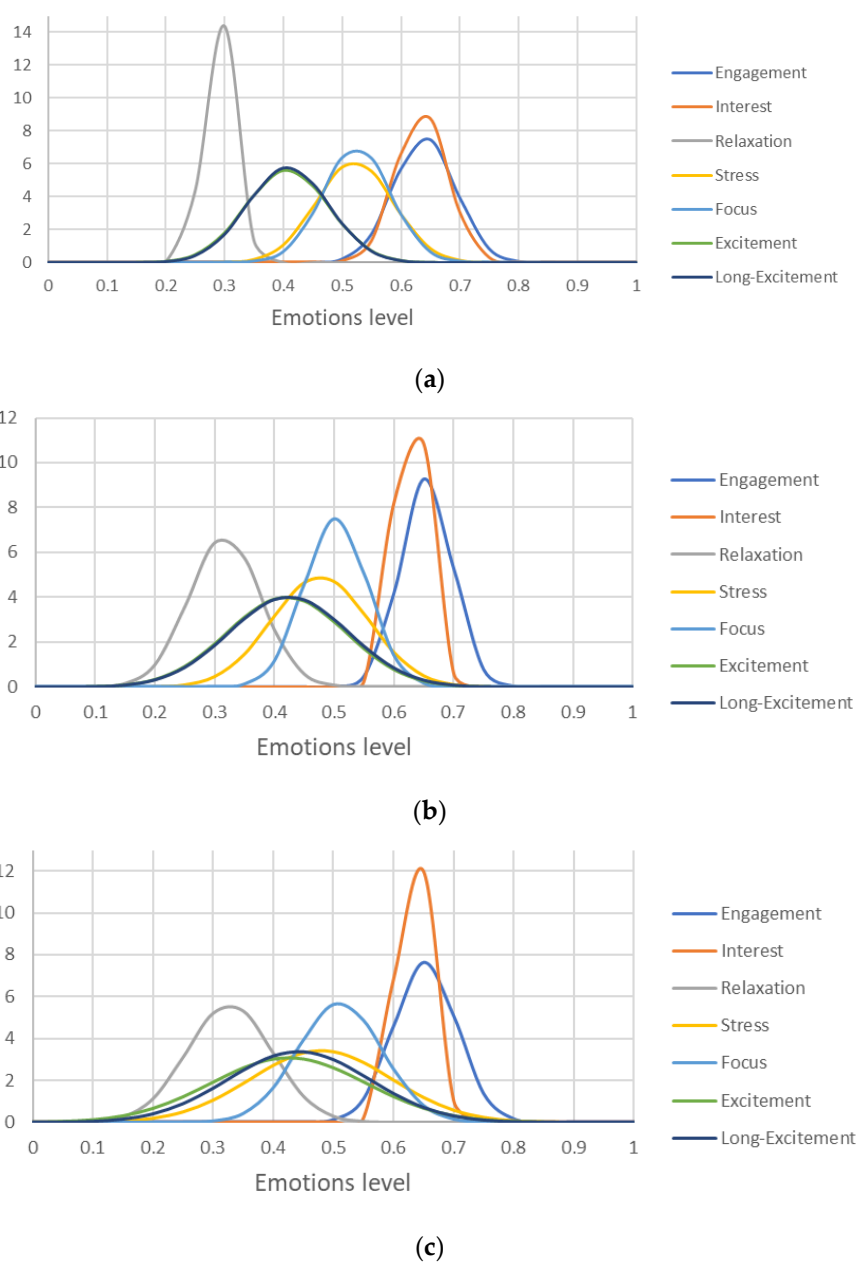 14
12
10
8
6
4
2
0
0 0.1 0.2 0.3 0.4 0.5 0.6 0.7 0.8 0.9 1
Emotions level
Engagement
Interest
Relaxation
Stress
Focus
Excitement
Long-Excitement
(a)
12
10
8
6
4
2
0
0 0.1 0.2 0.3 0.4 0.5 0.6 0.7 0.8 0.9 1
Emotions level
Engagement
Interest
Relaxation
Stress
Focus
Excitement
Long-Excitement
(b)
12
10
8
6
4
2
0
0 0.1 0.2 0.3 0.4 0.5 0.6 0.7 0.8 0.9 1
Emotions level
Engagement
Interest
Relaxation
Stress
Focus
Excitement
Long-Excitement
(c)